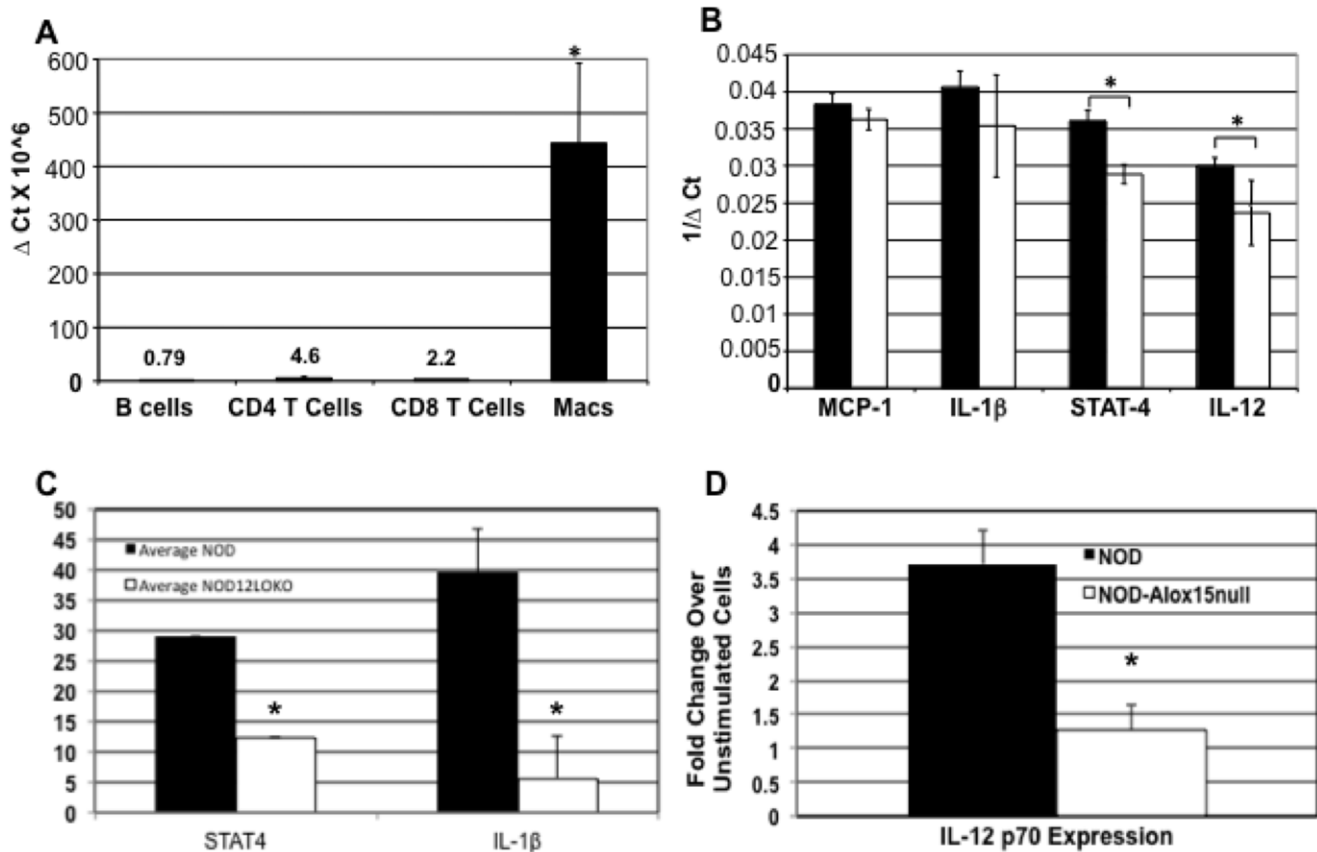 A
*
600
500
400
300
200
100
0
Δ Ct X 10^6
0.79
4.6
2.2
B cells
CD4 T Cells
CD8 T Cells
Macs
B
0.045
0.04
0.035
0.03
0.025
0.02
0.015
0.01
0.005
0
1/Δ Ct
*
*
MCP-1
IL-1β
STAT-4
IL-12
C
50
45
40
35
30
25
20
15
10
5
0
Average NOD
Average NOD12LOKO
*
*
STAT4
IL-1β
D
4.5
4
3.5
3
2.5
2
1.5
1
0.5
0
Fold Change Over
Unstimulated Cells
NOD
NOD-Alox15null
*
IL-12 p70 Expression